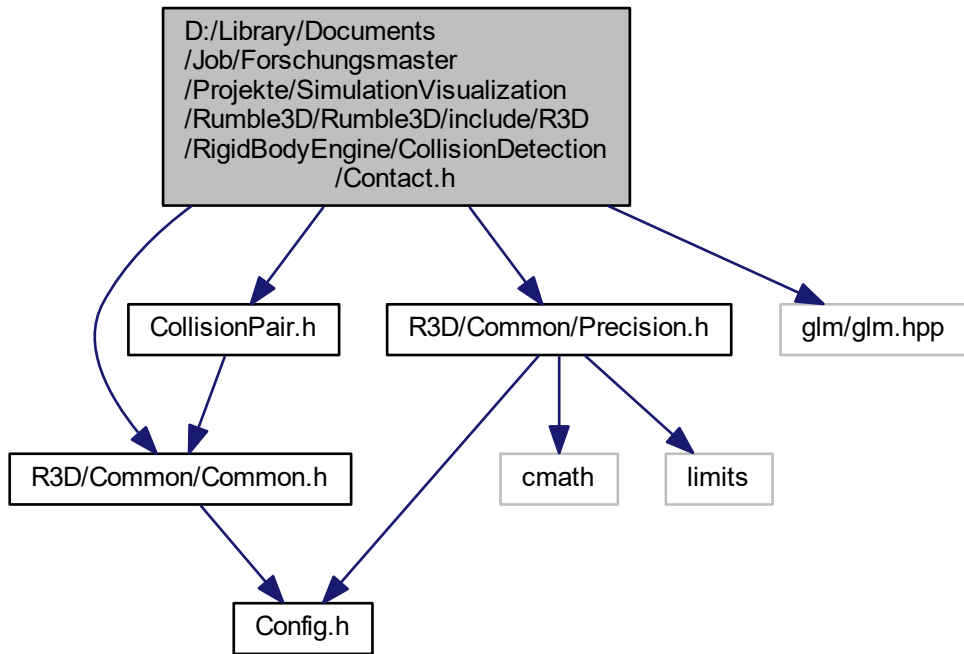 D:/Library/Documents
/Job/Forschungsmaster
/Projekte/SimulationVisualization
/Rumble3D/Rumble3D/include/R3D
/RigidBodyEngine/CollisionDetection
/Contact.h
CollisionPair.h
R3D/Common/Precision.h
glm/glm.hpp
R3D/Common/Common.h
cmath
limits
Config.h